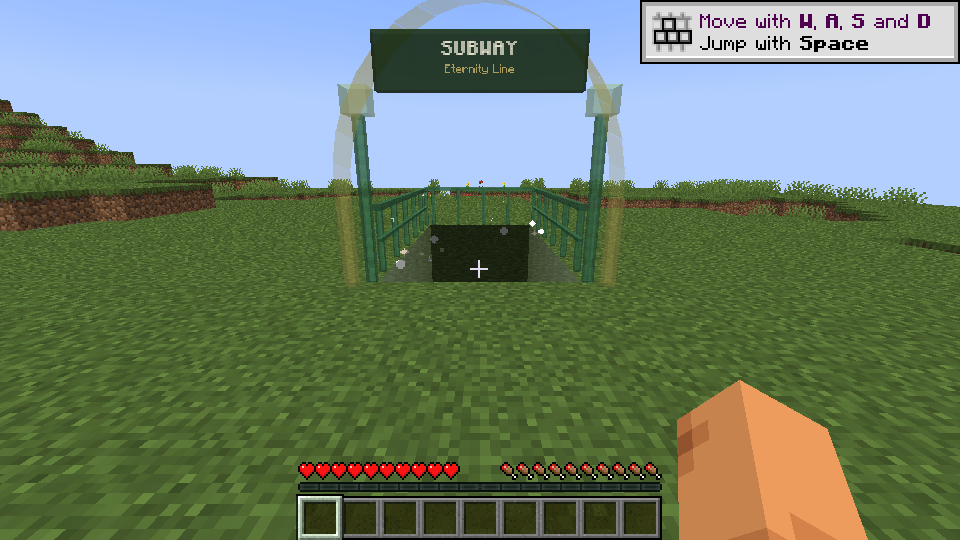 SUBWAY
Eternity Line
Move with W, A, S and D
Jump with Space